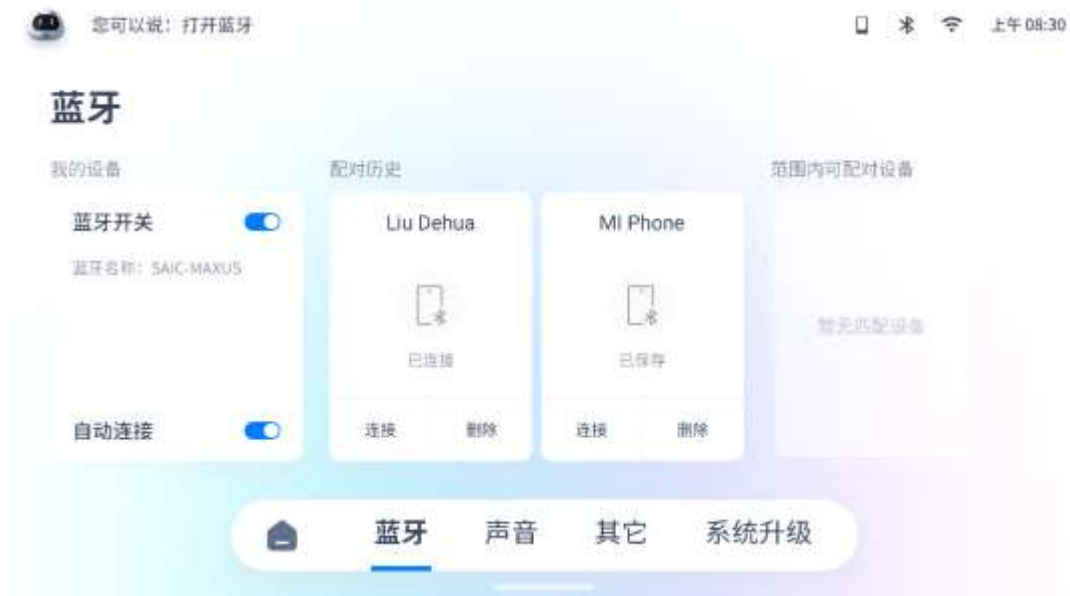 您可以说：打开蓝牙
上午 08:30
蓝牙
我的设备
配对历史
范围内可配对设备
蓝牙开关
蓝牙名称：SAIC-MAXUS
自动连接
Liu Dehua
已连接
连接 删除
MI Phone
已保存
连接 删除
暂无匹配设备
蓝牙 声音 其它 系统升级